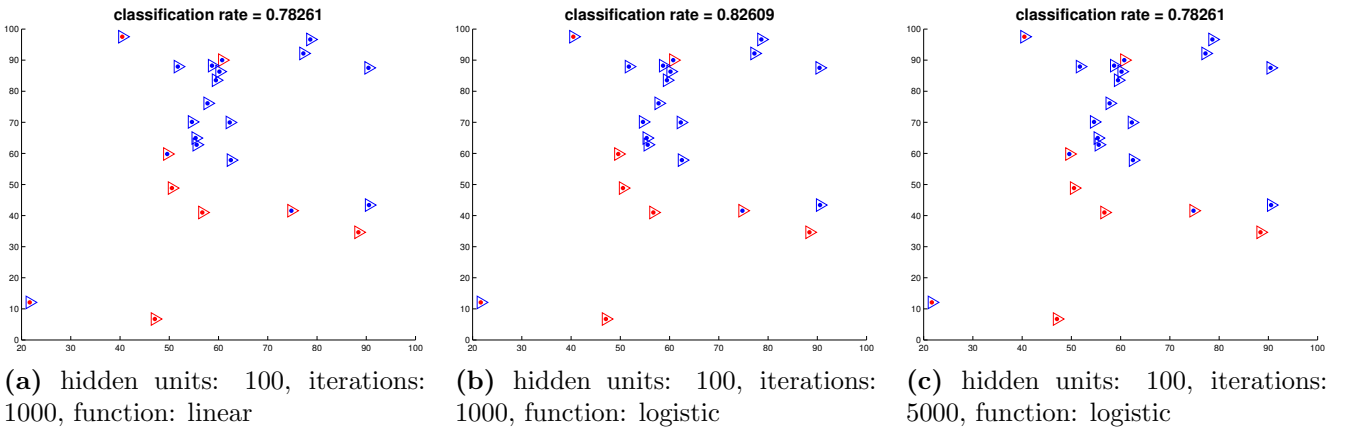 classification rate = 0.78261
100
90
80
70
60
50
40
30
20
10
0
20 30 40 50 60 70 80 90 100
(a) hidden units: 100, iterations:
1000, function: linear
classification rate = 0.82609
100
90
80
70
60
50
40
30
20
10
0
20 30 40 50 60 70 80 90 100
(b) hidden units: 100, iterations:
1000, function: logistic
classification rate = 0.78261
100
90
80
70
60
50
40
30
20
10
0
20 30 40 50 60 70 80 90 100
(c) hidden units: 100, iterations:
5000, function: logistic